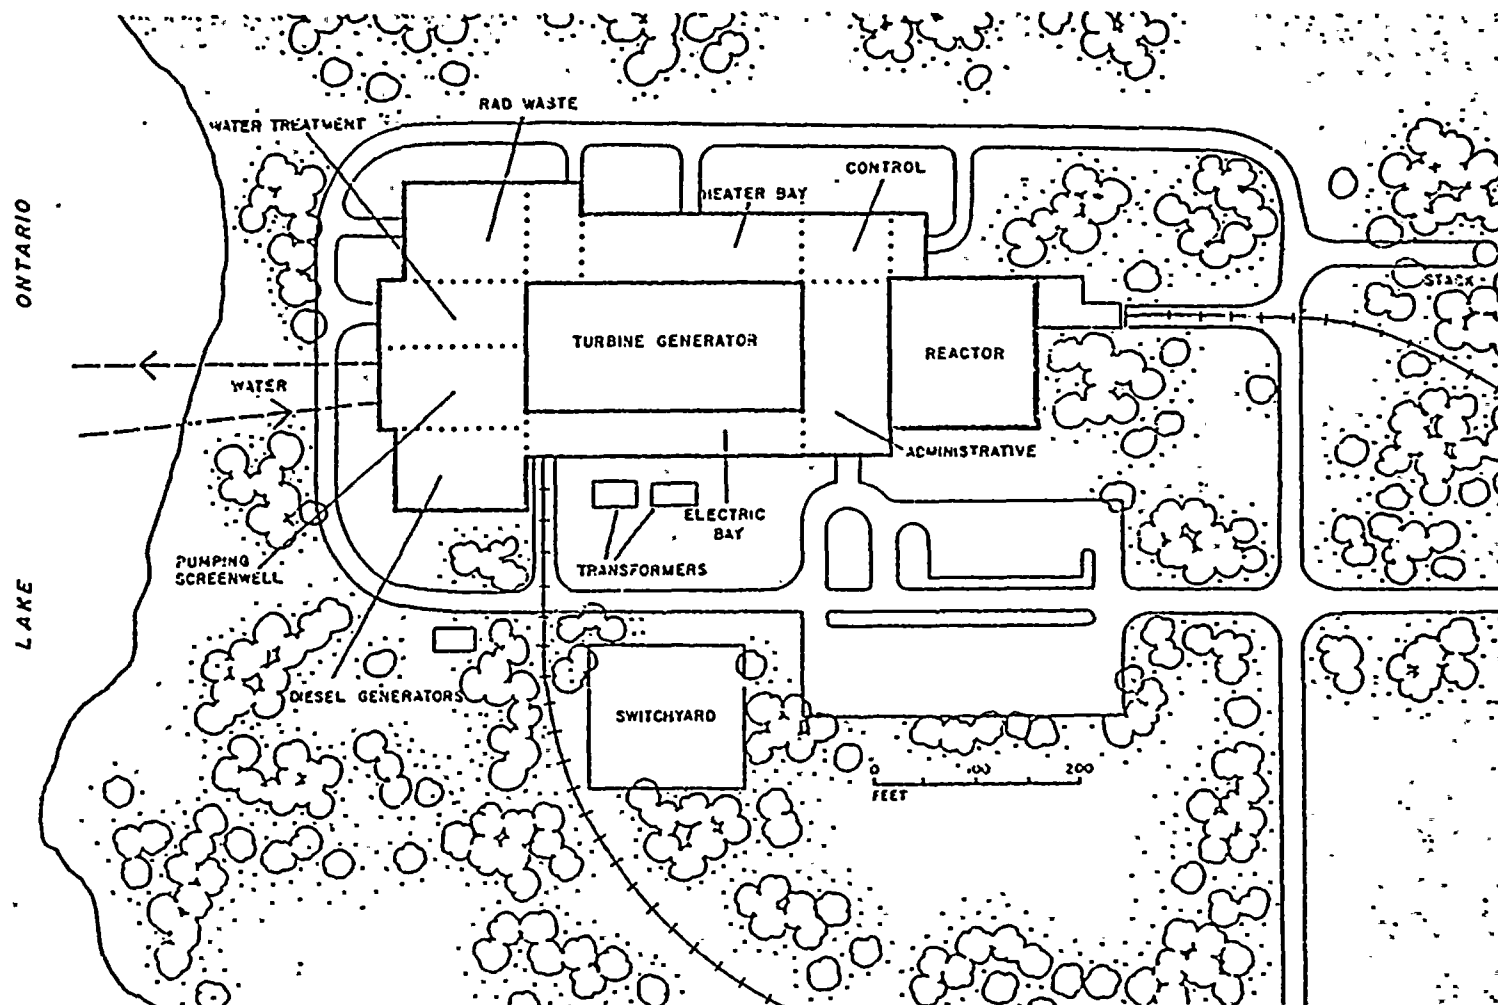 RAD WASTE
WATER TREATMENT
CONTROL
HEATER BAY
ONTARIO
STACK
TURBINE GENERATOR
REACTOR
WATER
ADMINISTRATIVE
ELECTRIC
BAY
PUMPING
SCREENWELL
TRANSFORMERS
LAKE
DIESEL GENERATORS
SWITCHYARD
0 100 200
FEET